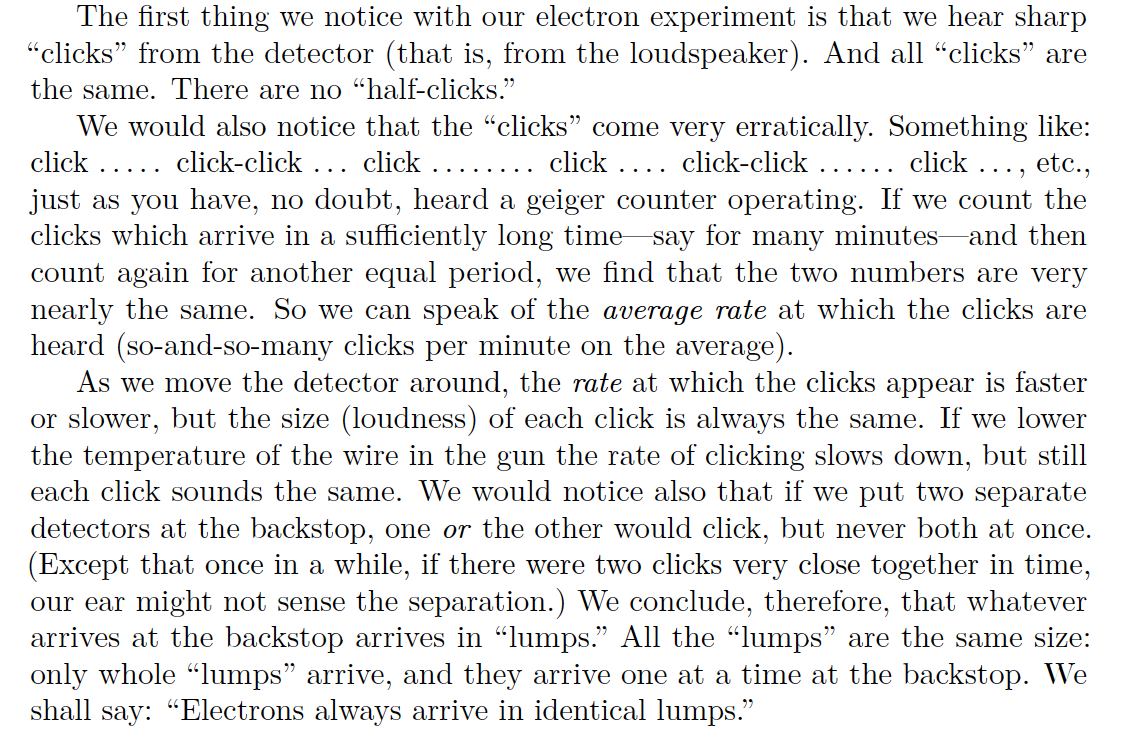 The first thing we notice with our electron experiment is that we hear sharp
“clicks” from the detector (that is, from the loudspeaker). And all “clicks” are
the same. There are no “half-clicks.”
We would also notice that the “clicks” come very erratically. Something like:
click ..... click-click ... click ........ click .... click-click ...... click ..., etc.,
just as you have, no doubt, heard a geiger counter operating. If we count the
clicks which arrive in a sufficiently long time—say for many minutes—and then
count again for another equal period, we find that the two numbers are very
nearly the same. So we can speak of the average rate at which the clicks are
heard (so-and-so-many clicks per minute on the average).
As we move the detector around, the rate at which the clicks appear is faster
or slower, but the size (loudness) of each click is always the same. If we lower
the temperature of the wire in the gun the rate of clicking slows down, but still
each click sounds the same. We would notice also that if we put two separate
detectors at the backstop, one or the other would click, but never both at once.
(Except that once in a while, if there were two clicks very close together in time,
our ear might not sense the separation.) We conclude, therefore, that whatever
arrives at the backstop arrives in “lumps.” All the “lumps” are the same size:
only whole “lumps” arrive, and they arrive one at a time at the backstop. We
shall say: “Electrons always arrive in identical lumps.”